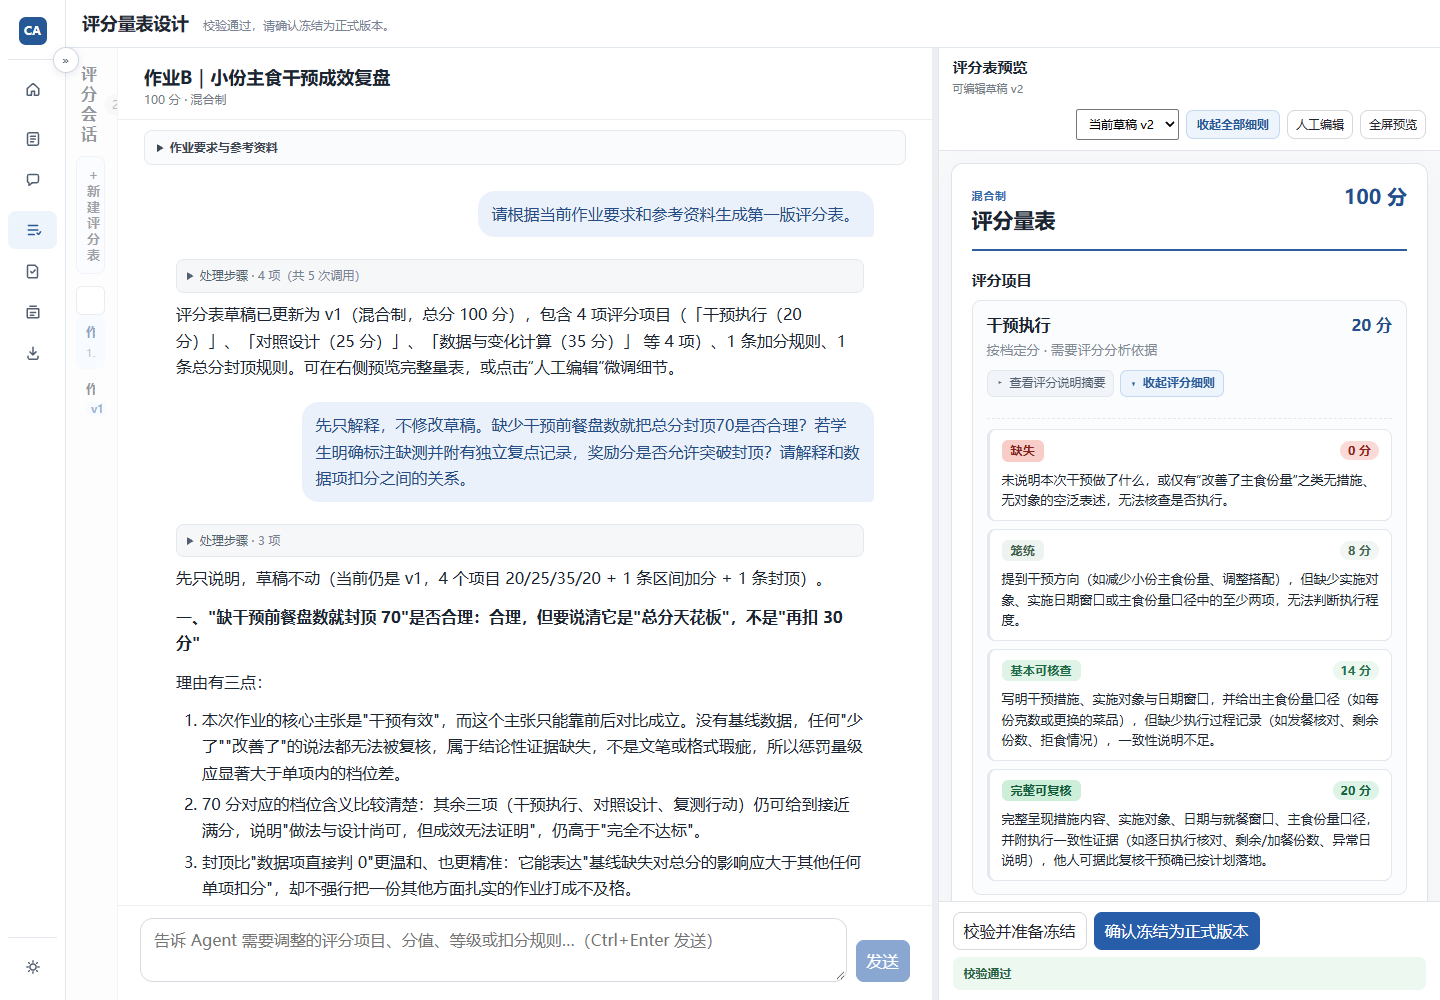 CA
评分量表设计
校验通过，请确认冻结为正式版本。
»
评分会话
2
+ 新建评分表
1.
v1
作业B｜小份主食干预成效复盘
100 分 · 混合制
▶ 作业要求与参考资料
请根据当前作业要求和参考资料生成第一版评分表。
▶ 处理步骤 · 4 项（共 5 次调用）
评分表草稿已更新为 v1（混合制，总分 100 分），包含 4 项评分项目（「干预执行（20
分）」、「对照设计（25 分）」、「数据与变化计算（35 分）」 等 4 项）、1 条加分规则、1
条总分封顶规则。可在右侧预览完整量表，或点击“人工编辑”微调细节。
先只解释，不修改草稿。缺少干预前餐盘数就把总分封顶70是否合理？若学
生明确标注缺测并附有独立复点记录，奖励分是否允许突破封顶？请解释和数
据项扣分之间的关系。
▶ 处理步骤 · 3 项
先只说明，草稿不动（当前仍是 v1，4 个项目 20/25/35/20 + 1 条区间加分 + 1 条封顶）。
一、"缺干预前餐盘数就封顶 70"是否合理：合理，但要说清它是"总分天花板"，不是"再扣 30
分"
理由有三点：
1. 本次作业的核心主张是"干预有效"，而这个主张只能靠前后对比成立。没有基线数据，任何"少
了""改善了"的说法都无法被复核，属于结论性证据缺失，不是文笔或格式瑕疵，所以惩罚量级
应显著大于单项内的档位差。
2. 70 分对应的档位含义比较清楚：其余三项（干预执行、对照设计、复测行动）仍可给到接近
满分，说明"做法与设计尚可，但成效无法证明"，仍高于"完全不达标"。
3. 封顶比"数据项直接判 0"更温和、也更精准：它能表达"基线缺失对总分的影响应大于其他任何
单项扣分"，却不强行把一份其他方面扎实的作业打成不及格。
告诉 Agent 需要调整的评分项目、分值、等级或扣分规则...（Ctrl+Enter 发送）
发送
评分表预览
可编辑草稿 v2
当前草稿 v2
收起全部细则
人工编辑
全屏预览
混合制
100 分
评分量表
评分项目
干预执行
20 分
按档定分 · 需要评分分析依据
查看评分说明摘要
收起评分细则
缺失
0 分
未说明本次干预做了什么，或仅有“改善了主食份量”之类无措施、
无对象的空泛表述，无法核查是否执行。
笼统
8 分
提到干预方向（如减少小份主食份量、调整搭配），但缺少实施对
象、实施日期窗口或主食份量口径中的至少两项，无法判断执行程
度。
基本可核查
14 分
写明干预措施、实施对象与日期窗口，并给出主食份量口径（如每
份克数或更换的菜品），但缺少执行过程记录（如发餐核对、剩余
份数、拒食情况），一致性说明不足。
完整可复核
20 分
完整呈现措施内容、实施对象、日期与就餐窗口、主食份量口径，
并附执行一致性证据（如逐日执行核对、剩余/加餐份数、异常日
说明），他人可据此复核干预确已按计划落地。
校验并准备冻结
确认冻结为正式版本
校验通过